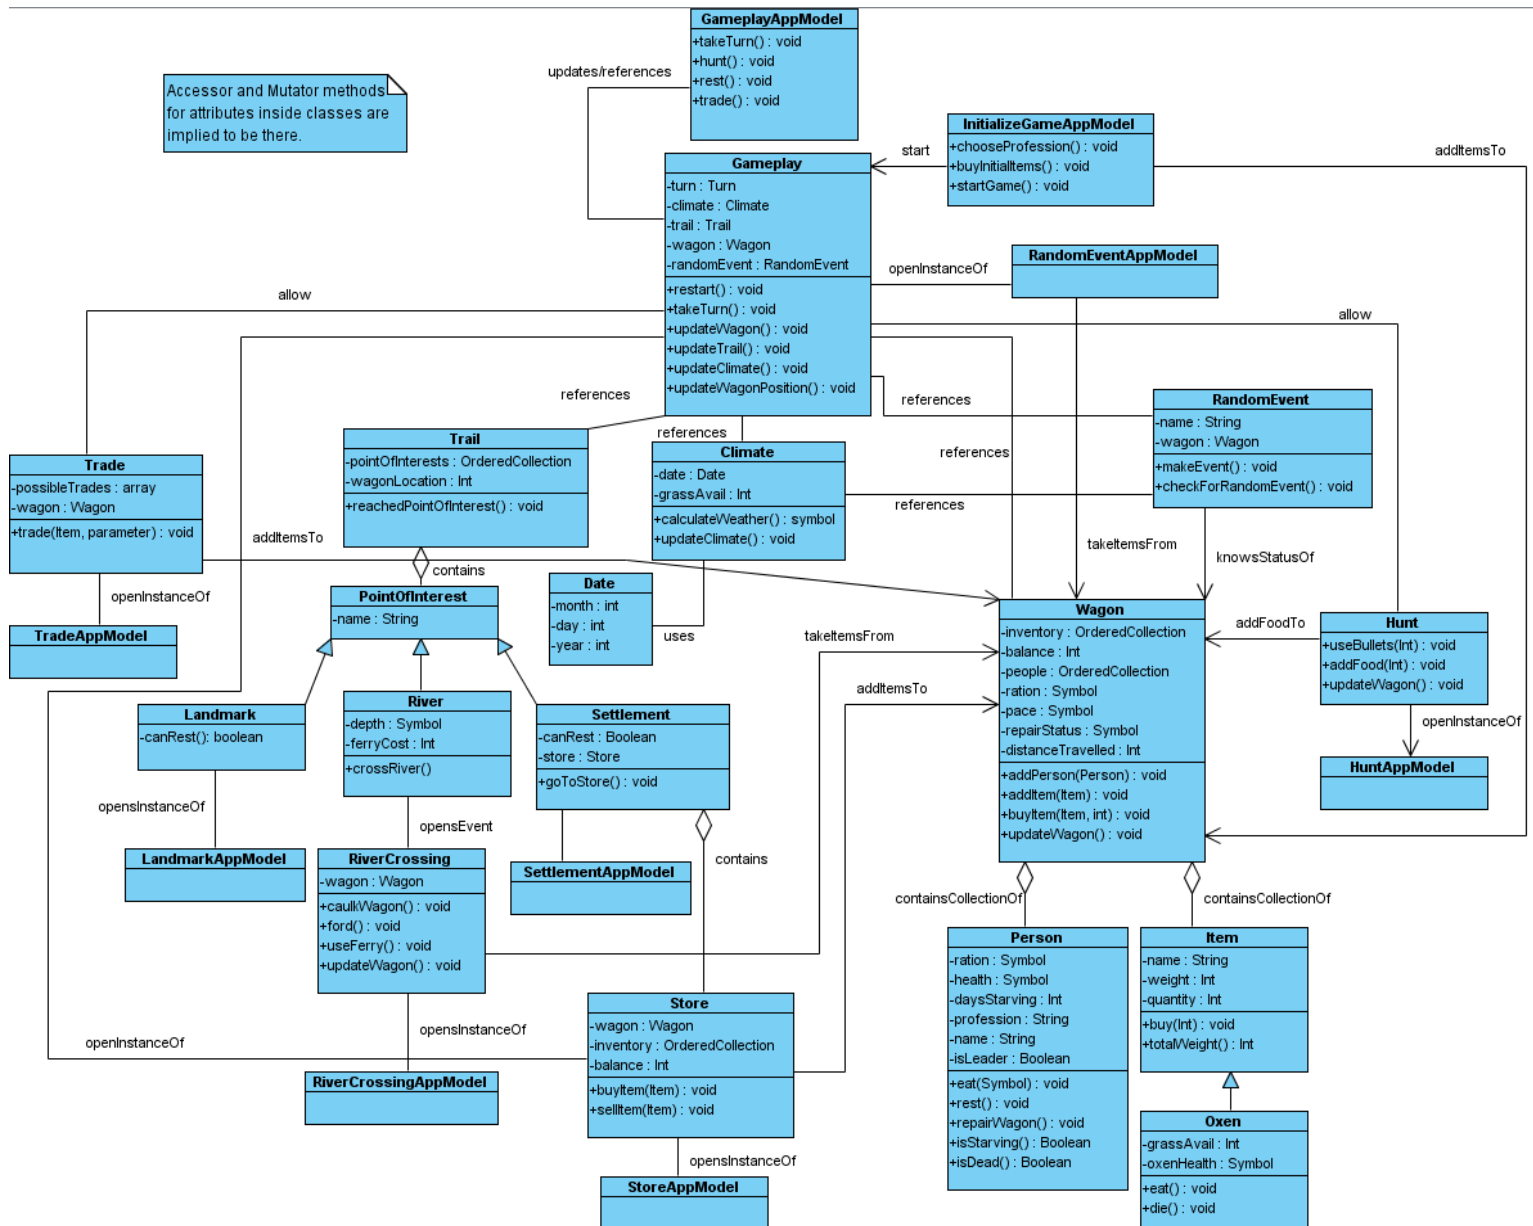 GameplayAppModel
+takeTurn() : void
+hunt() : void
+rest() : void
+trade() : void
updates/references
Accessor and Mutator methods
for attributes inside classes are
implied to be there.
InitializeGameAppModel
+chooseProfession() : void
+buyInitialItems() : void
+startGame() : void
start
addItemsTo
Gameplay
-turn : Turn
-climate : Climate
-trail : Trail
-wagon : Wagon
-randomEvent : RandomEvent
+restart() : void
+takeTurn() : void
+updateWagon() : void
+updateTrail() : void
+updateClimate() : void
+updateWagonPosition() : void
openInstanceOf
RandomEventAppModel
allow
allow
references
references
references
references
references
RandomEvent
-name : String
-wagon : Wagon
+makeEvent() : void
+checkForRandomEvent() : void
Trail
-pointOfInterests : OrderedCollection
-wagonLocation : Int
+reachedPointOfInterest() : void
Climate
-date : Date
-grassAvail : Int
+calculateWeather() : symbol
+updateClimate() : void
Trade
-possibleTrades : array
-wagon : Wagon
+trade(Item, parameter) : void
addItemsTo
takeItemsFrom
knowsStatusOf
contains
openInstanceOf
TradeAppModel
PointOfInterest
-name : String
Date
-month : int
-day : int
-year : int
uses
takeItemsFrom
addItemsTo
Wagon
-inventory : OrderedCollection
-balance : Int
-people : OrderedCollection
-ration : Symbol
-pace : Symbol
-repairStatus : Symbol
-distanceTravelled : Int
+addPerson(Person) : void
+addItem(Item) : void
+buyItem(Item, int) : void
+updateWagon() : void
addFoodTo
Hunt
+useBullets(Int) : void
+addFood(Int) : void
+updateWagon() : void
openInstanceOf
HuntAppModel
Landmark
-canRest(): boolean
River
-depth : Symbol
-ferryCost : Int
+crossRiver()
Settlement
-canRest : Boolean
-store : Store
+goToStore() : void
opensInstanceOf
opensEvent
contains
LandmarkAppModel
RiverCrossing
-wagon : Wagon
+caulkWagon() : void
+ford() : void
+useFerry() : void
+updateWagon() : void
SettlementAppModel
containsCollectionOf
containsCollectionOf
Person
-ration : Symbol
-health : Symbol
-daysStarving : Int
-profession : String
-name : String
-isLeader : Boolean
+eat(Symbol) : void
+rest() : void
+repairWagon() : void
+isStarving() : Boolean
+isDead() : Boolean
Item
-name : String
-weight : Int
-quantity : Int
+buy(Int) : void
+totalWeight() : Int
openInstanceOf
opensInstanceOf
RiverCrossingAppModel
Store
-wagon : Wagon
-inventory : OrderedCollection
-balance : Int
+buyItem(Item) : void
+sellItem(Item) : void
opensInstanceOf
StoreAppModel
Oxen
-grassAvail : Int
-oxenHealth : Symbol
+eat() : void
+die() : void